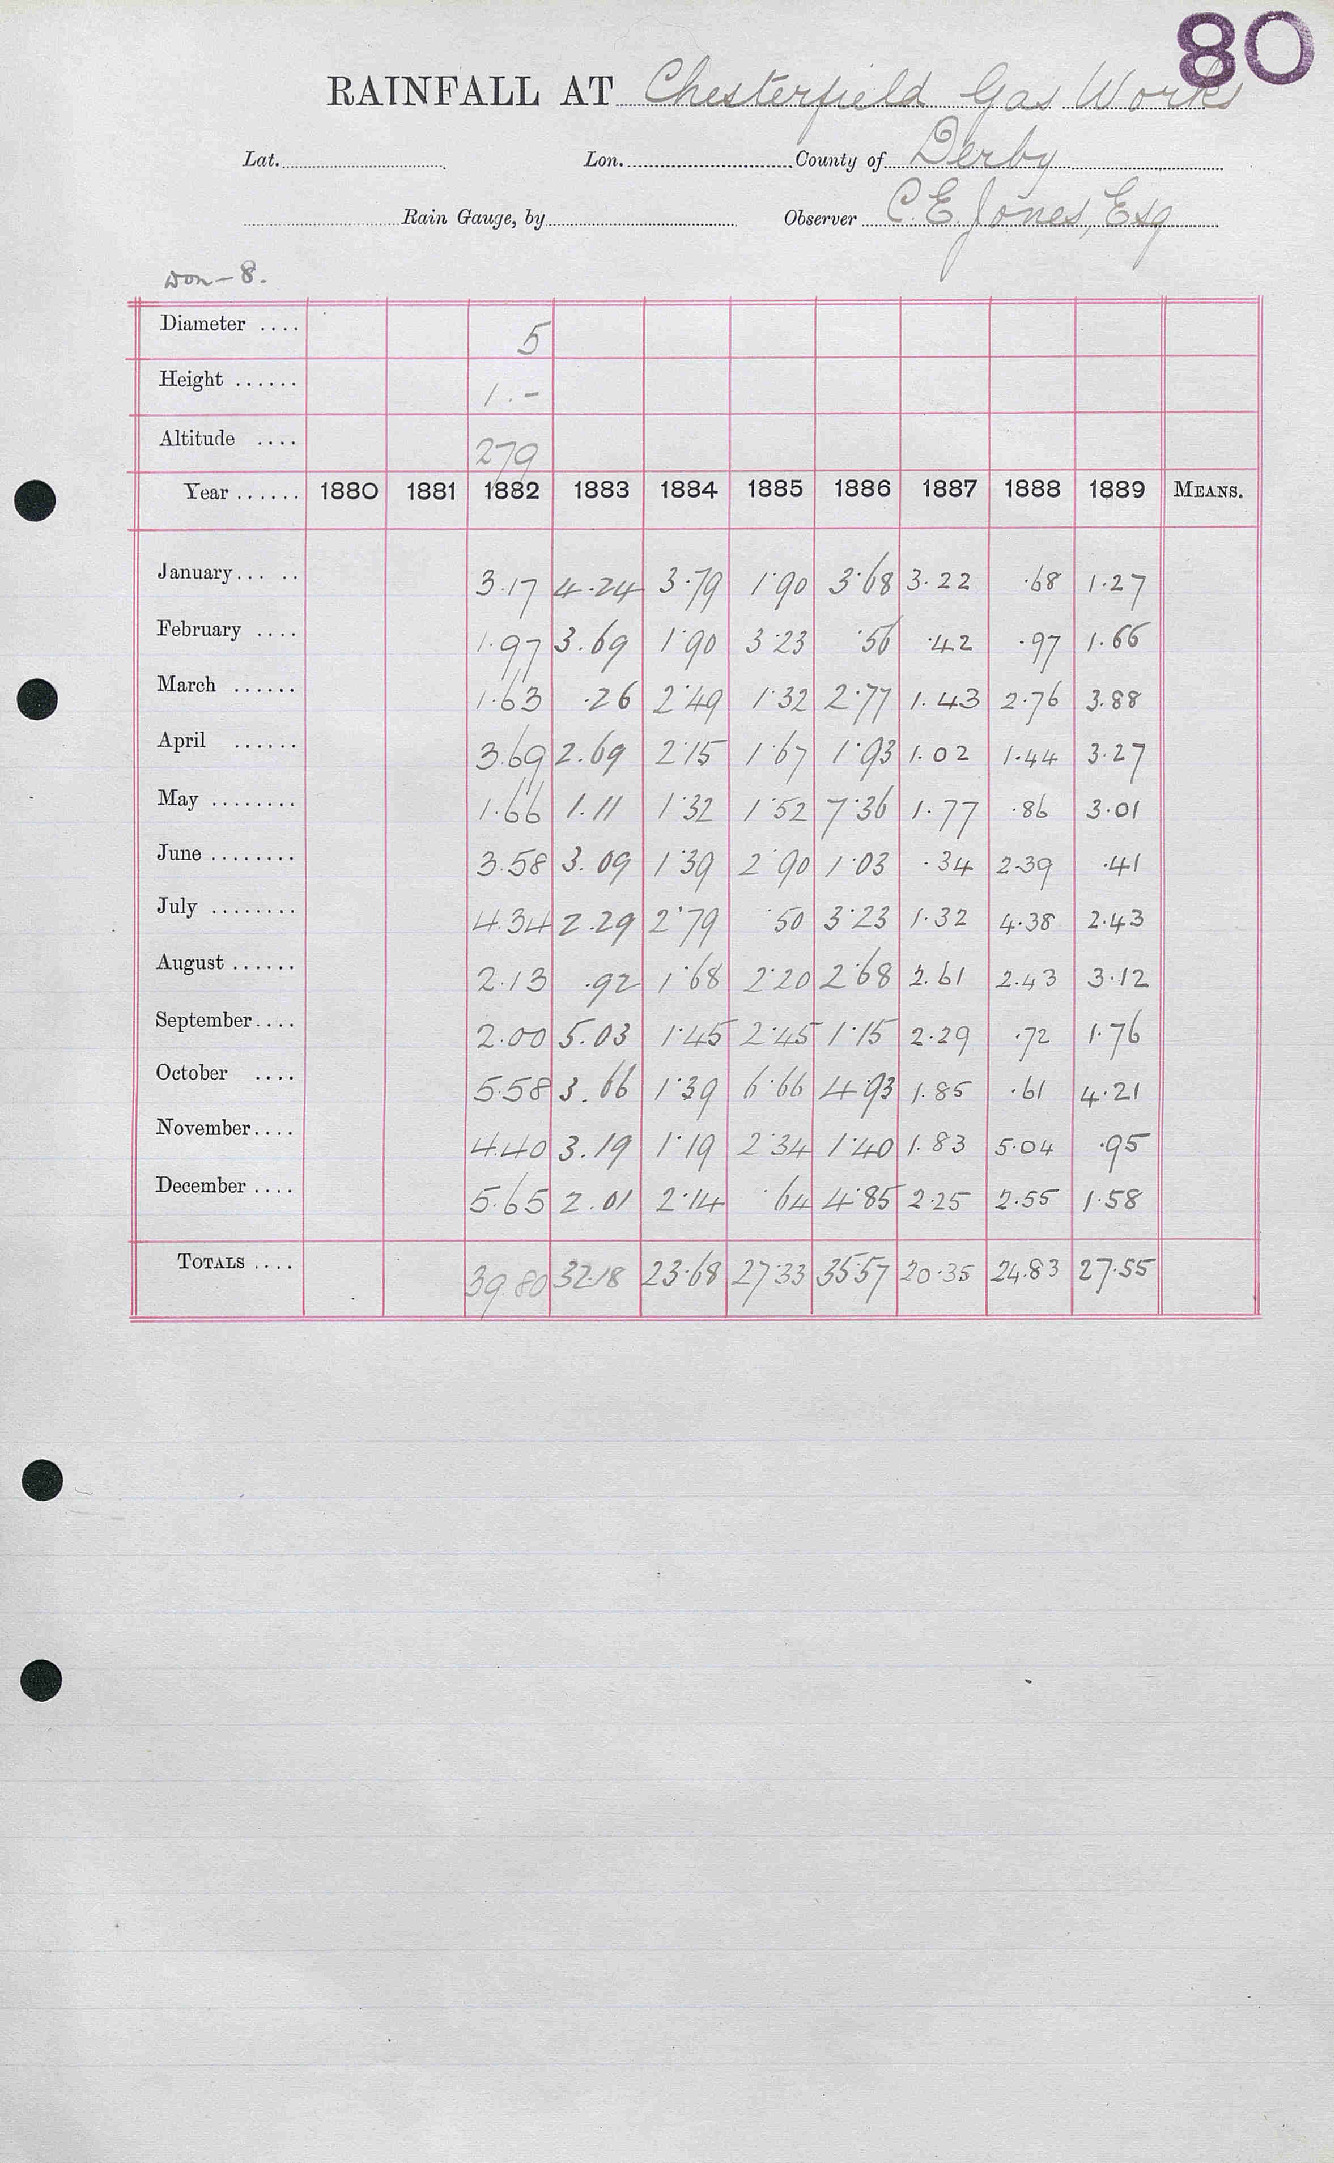 80
RAINFALL AT Chesterfield Gas Works
Lat. Lon. County of Derby
Rain Gauge, by Observer C. E. Jones, Esq
Don - 8.
Diameter .... 5
Height ...... 1 . -
Altitude .... 279
Year ...... 1880 1881 1882 1883 1884 1885 1886 1887 1888 1889 MEANS.
January... .. 3.17 4.24 3.79 1.90 3.68 3.22 .68 1.27
February .... 1.97 3.69 1.90 3.23 .56 .42 .97 1.66
March ...... 1.63 .26 2.49 1.32 2.77 1.43 2.76 3.88
April ...... 3.69 2.69 2.15 1.67 1.93 1.02 1.44 3.27
May ........ 1.66 1.11 1.32 1.52 7.36 1.77 .86 3.01
June ........ 3.58 3.09 1.39 2.90 1.03 .34 2.39 .41
July ........ 4.34 2.29 2.79 .50 3.23 1.32 4.38 2.43
August ...... 2.13 .92 1.68 2.20 2.68 2.61 2.43 3.12
September.... 2.00 5.03 1.45 2.45 1.15 2.29 .72 1.76
October .... 5.58 3.66 1.39 6.66 4.93 1.85 .61 4.21
November.... 4.40 3.19 1.19 2.34 1.40 1.83 5.04 .95
December .... 5.65 2.01 2.14 .64 4.85 2.25 2.55 1.58
TOTALS .... 39.80 32.18 23.68 27.33 35.57 20.35 24.83 27.55